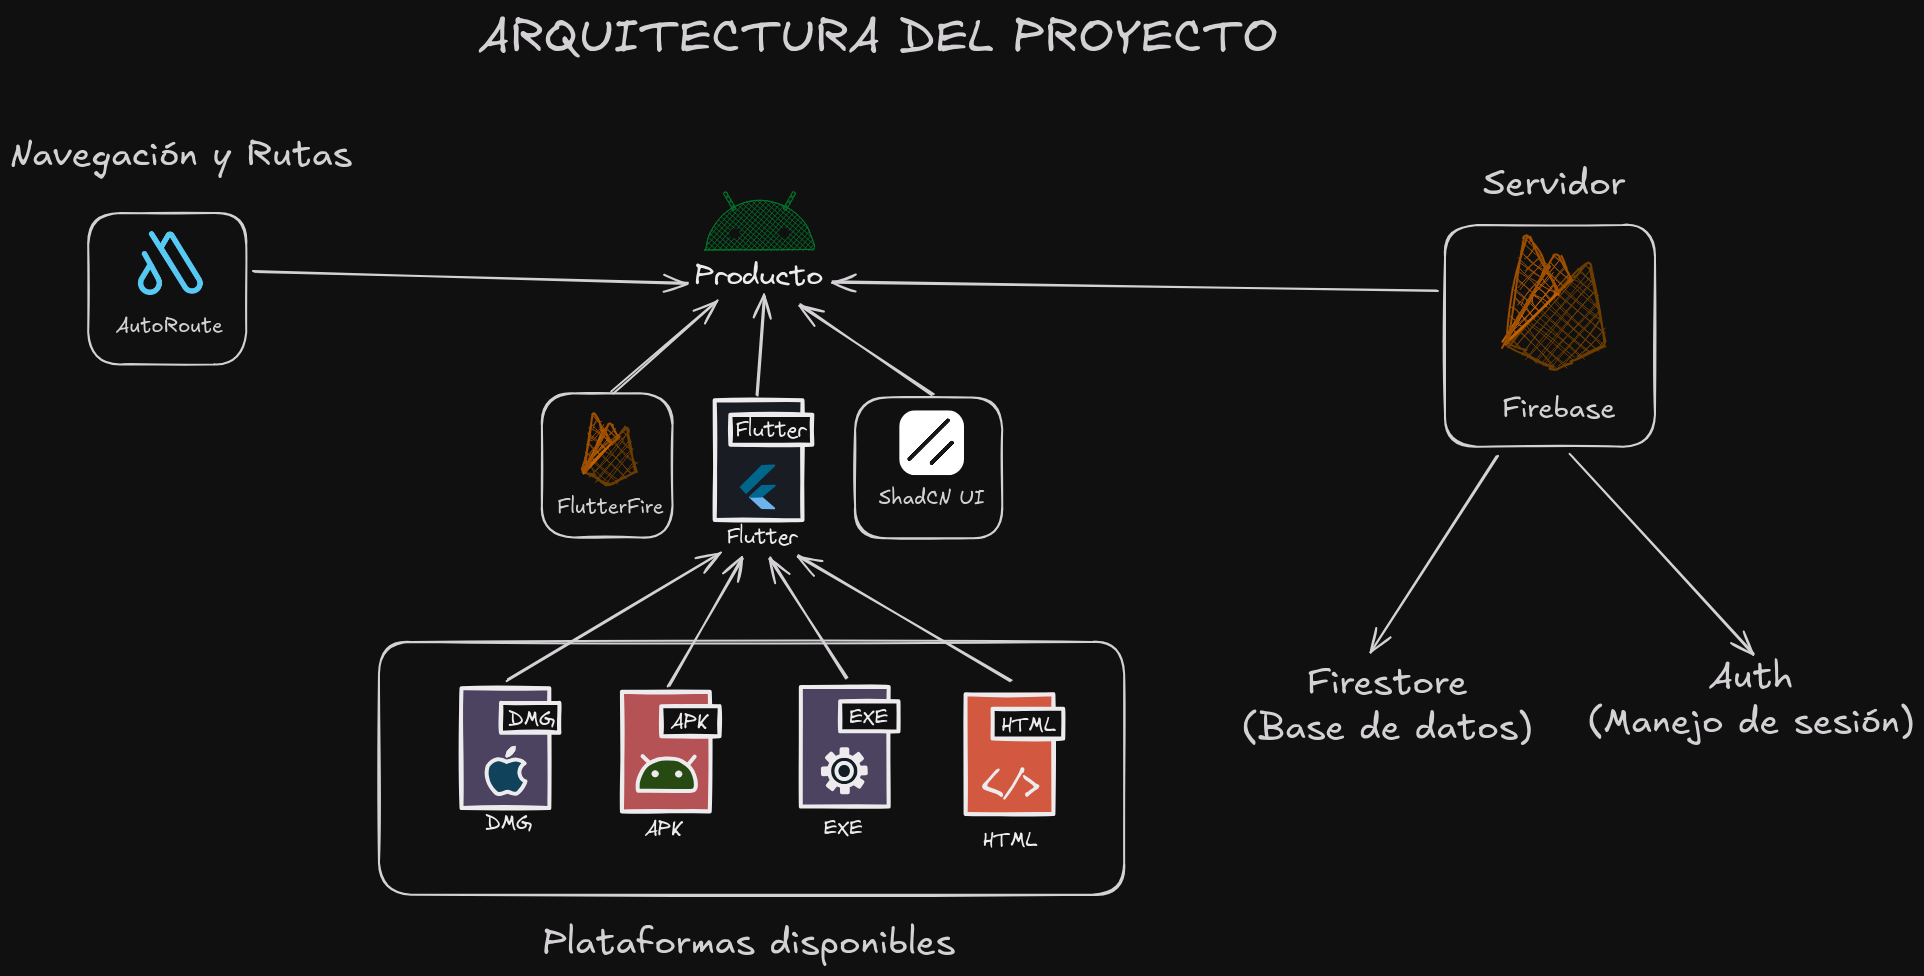 ARQUITECTURA DEL PROYECTO
Navegación y Rutas
AutoRoute
Producto
Servidor
Firebase
FlutterFire
Flutter
Flutter
ShadCN UI
Firestore
(Base de datos)
Auth
(Manejo de sesión)
DMG
DMG
APK
APK
EXE
EXE
HTML
</>
HTML
Plataformas disponibles